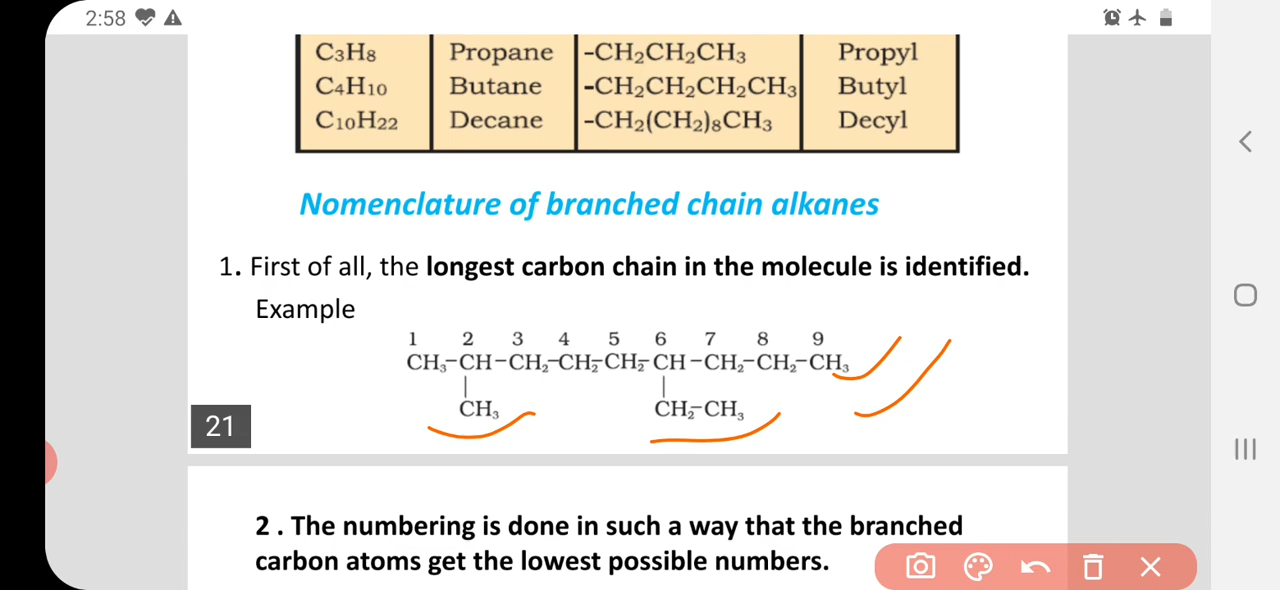 2:58
C₃H₈ Propane -CH₂CH₂CH₃ Propyl
C₄H₁₀ Butane -CH₂CH₂CH₂CH₃ Butyl
C₁₀H₂₂ Decane -CH₂(CH₂)₈CH₃ Decyl
Nomenclature of branched chain alkanes
1. First of all, the longest carbon chain in the molecule is identified.
Example
1 2 3 4 5 6 7 8 9
CH₃–CH–CH₂–CH₂–CH₂–CH–CH₂–CH₂–CH₃
| |
CH₃ CH₂–CH₃
21
2 . The numbering is done in such a way that the branched
carbon atoms get the lowest possible numbers.